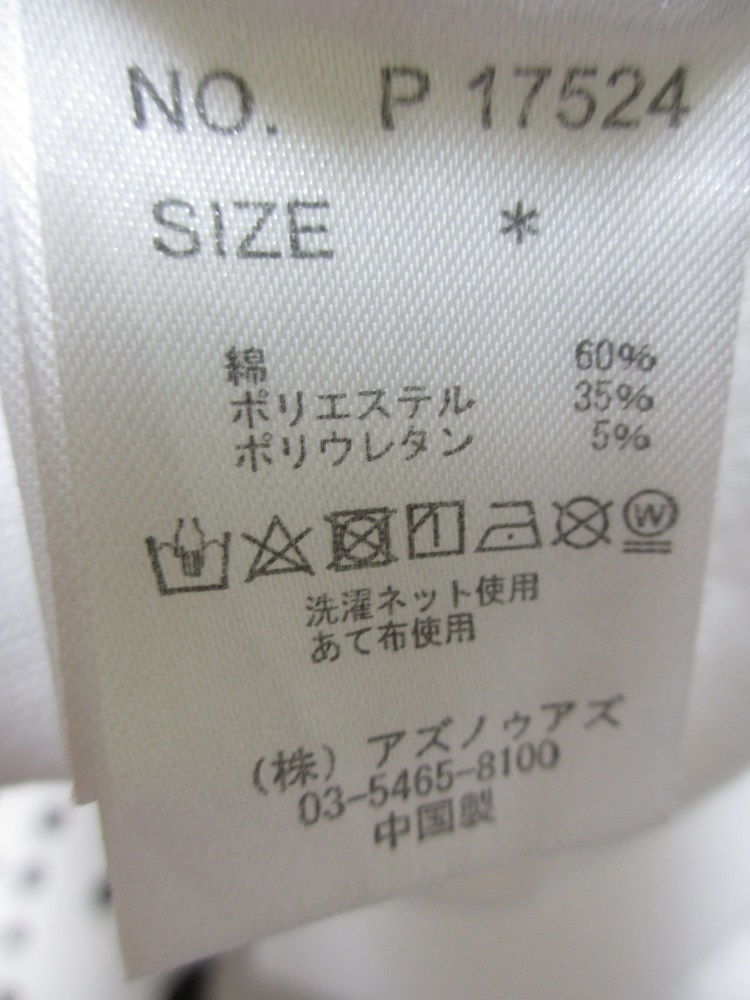 NO. P 17524
SIZE *
綿 60%
ポリエステル 35%
ポリウレタン 5%
W
洗濯ネット使用
あて布使用
(株) アズノゥアズ
03-5465-8100
中国製